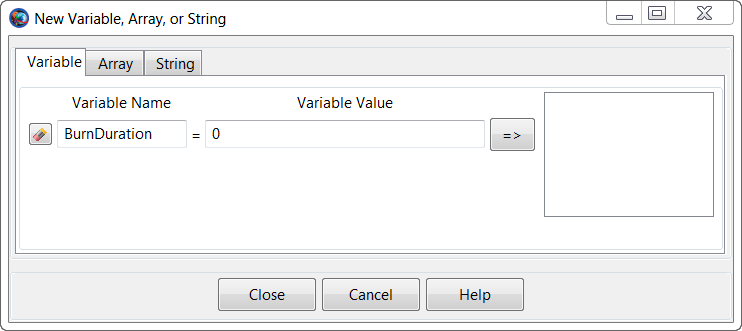 New Variable, Array, or String
Variable Array String
Variable Name Variable Value
BurnDuration = 0 =>
Close Cancel Help